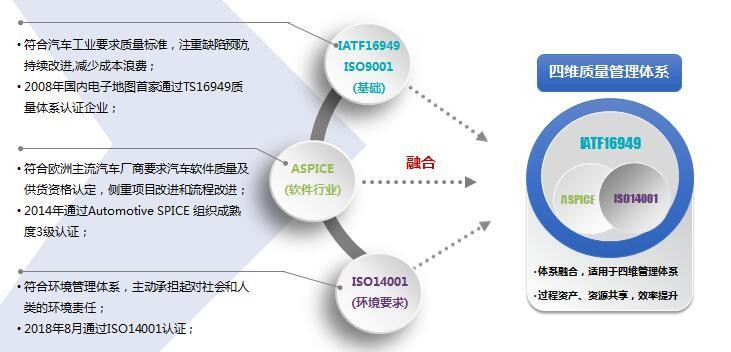 • 符合汽车工业要求质量标准，注重缺陷预防,
持续改进,减少成本浪费；
• 2008年国内电子地图首家通过TS16949质
量体系认证企业；
IATF16949
ISO9001
(基础)
• 符合欧洲主流汽车厂商要求汽车软件质量及
供货资格认定，侧重项目改进和流程改进；
• 2014年通过Automotive SPICE 组织成熟
度3级认证；
ASPICE
(软件行业)
• 符合环境管理体系，主动承担起对社会和人
类的环境责任；
• 2018年8月通过ISO14001认证；
ISO14001
(环境要求)
融合
四维质量管理体系
IATF16949
ASPICE
ISO14001
• 体系融合，适用于四维管理体系
• 过程资产、资源共享，效率提升